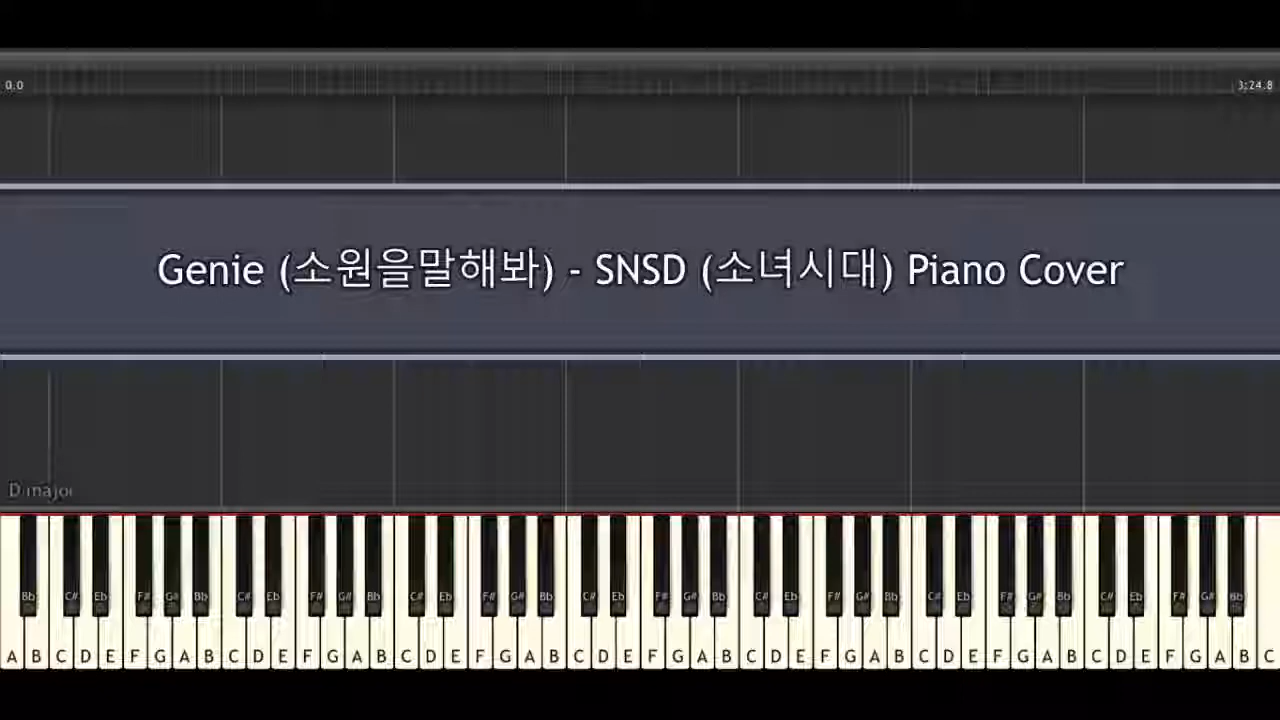 0.0 3:24.8
Genie (소원을말해봐) - SNSD (소녀시대) Piano Cover
D major
Bb C# Eb F# G# Bb C# Eb F# G# Bb C# Eb F# G# Bb C# Eb F# G# Bb C# Eb F# G# Bb C# Eb F# G# Bb C# Eb F# G# Bb
A B C D E F G A B C D E F G A B C D E F G A B C D E F G A B C D E F G A B C D E F G A B C D E F G A B C